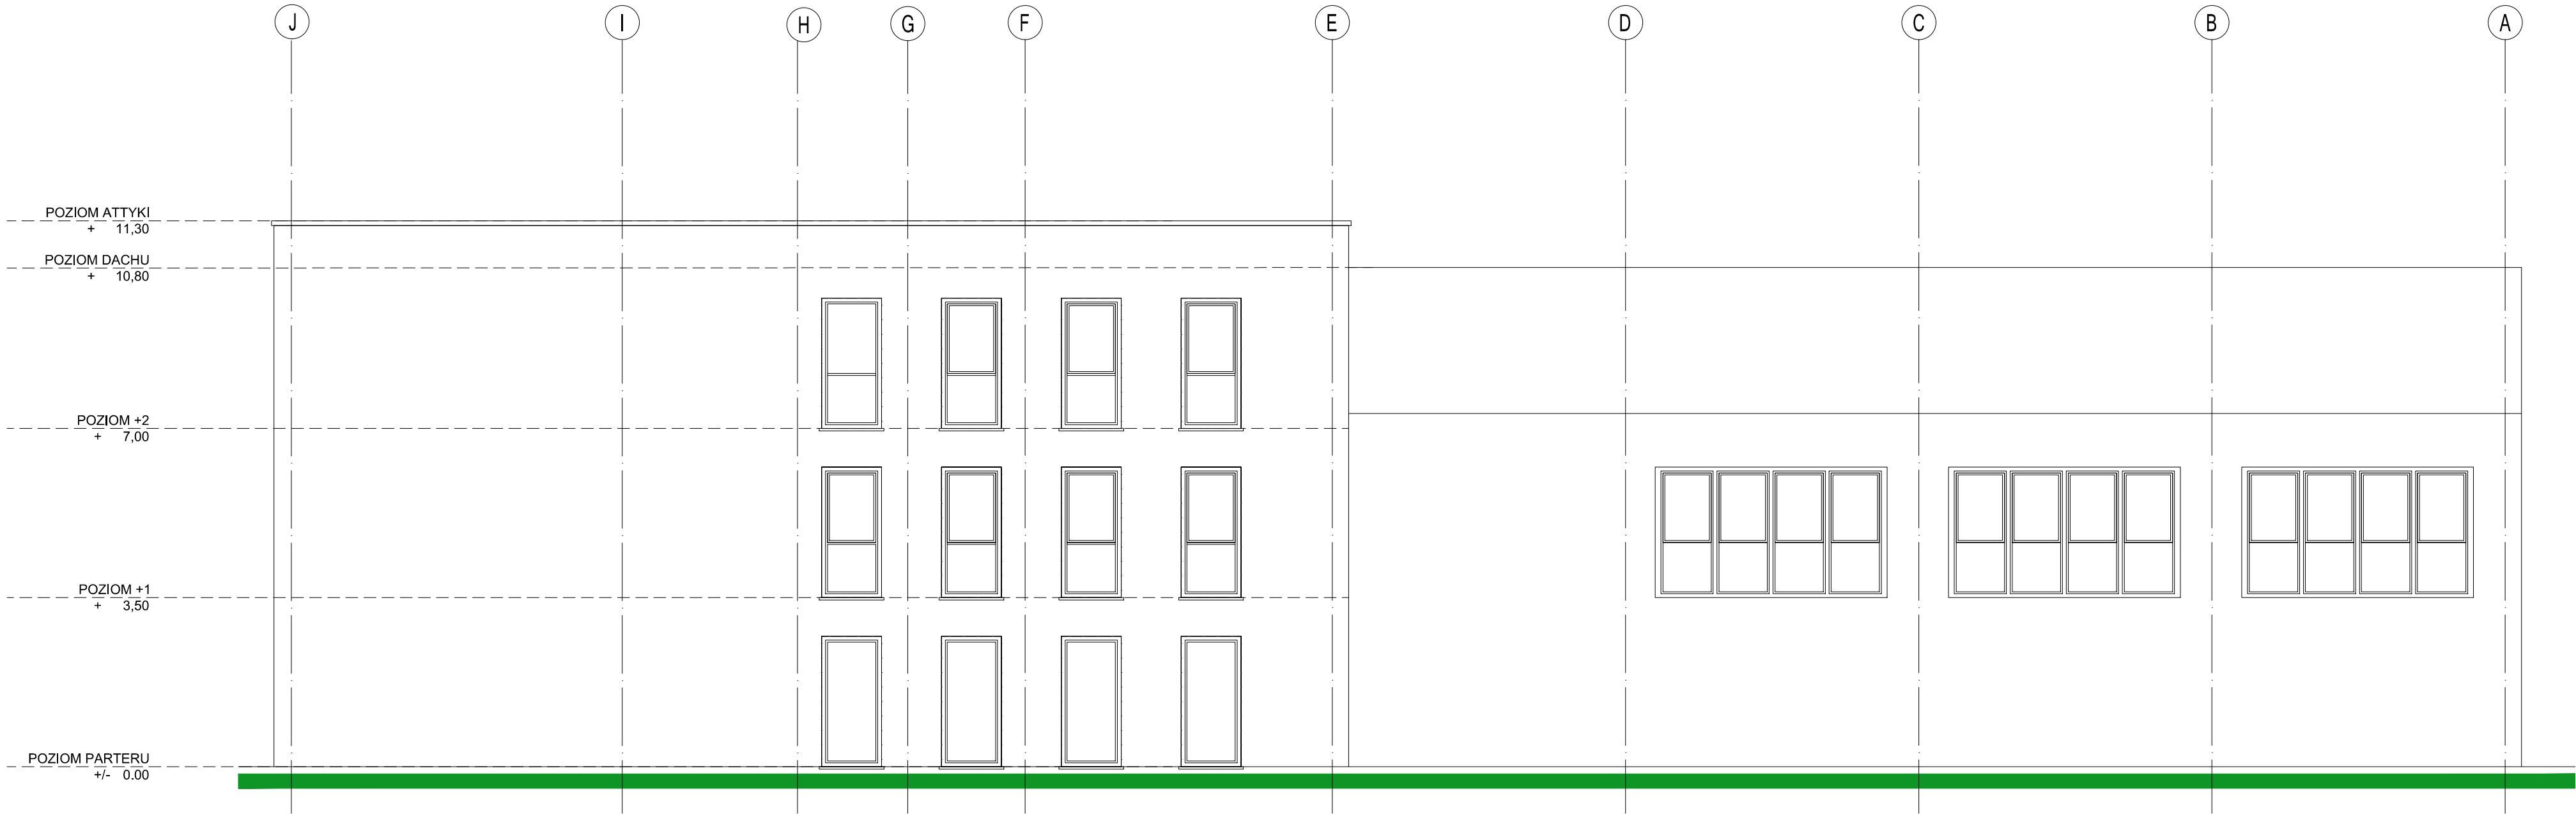 J I H G F E D C B A
POZIOM ATTYKI
+ 11,30
POZIOM DACHU
+ 10,80
POZIOM +2
+ 7,00
POZIOM +1
+ 3,50
POZIOM PARTERU
+/- 0.00